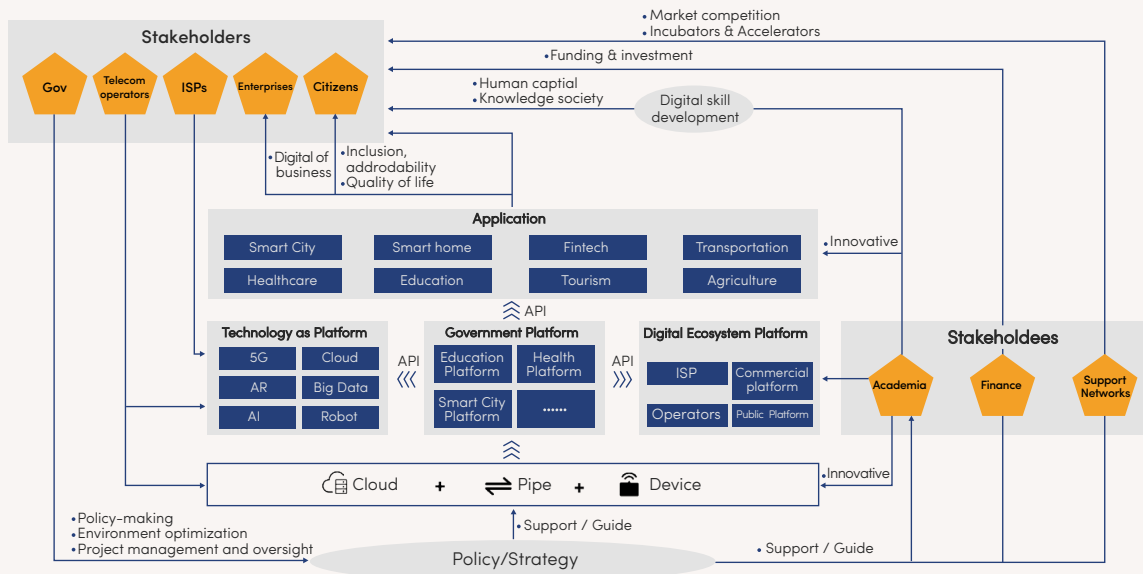 Stakeholders
Gov
Telecom
operators
ISPs
Enterprises
Citizens
•Market competition
•Incubators & Accelerators
•Funding & investment
•Human captial
•Knowledge society
Digital skill
development
•Digital of
business
•Inclusion,
addrodability
•Quality of life
Application
Smart City
Smart home
Fintech
Transportation
Healthcare
Education
Tourism
Agriculture
•Innovative
API
Technology as Platform
5G
Cloud
AR
Big Data
AI
Robot
API
Government Platform
Education
Platform
Health
Platform
Smart City
Platform
......
API
Digital Ecosystem Platform
ISP
Commercial
platform
Operators
Public Platform
Stakeholdees
Academia
Finance
Support
Networks
Cloud
+
Pipe
+
Device
•Innovative
•Policy-making
•Environment optimization
•Project management and oversight
•Support / Guide
Policy/Strategy
•Support / Guide